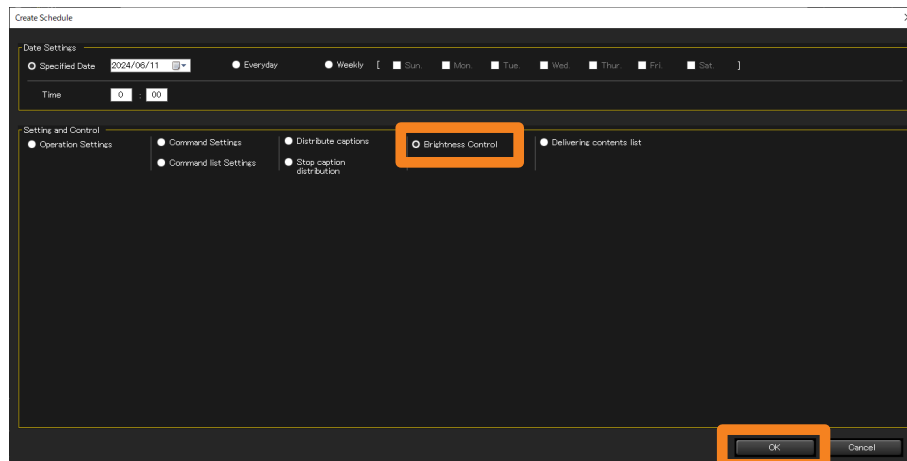 Create Schedule
Date Settings
Specified Date 2024/06/11 Everyday Weekly [ Sun. Mon. Tue. Wed. Thur. Fri. Sat. ]
Time 0 : 00
Setting and Control
Operation Settings Command Settings Distribute captions Brightness Control Delivering contents list
Command list Settings Stop caption
distribution
OK Cancel